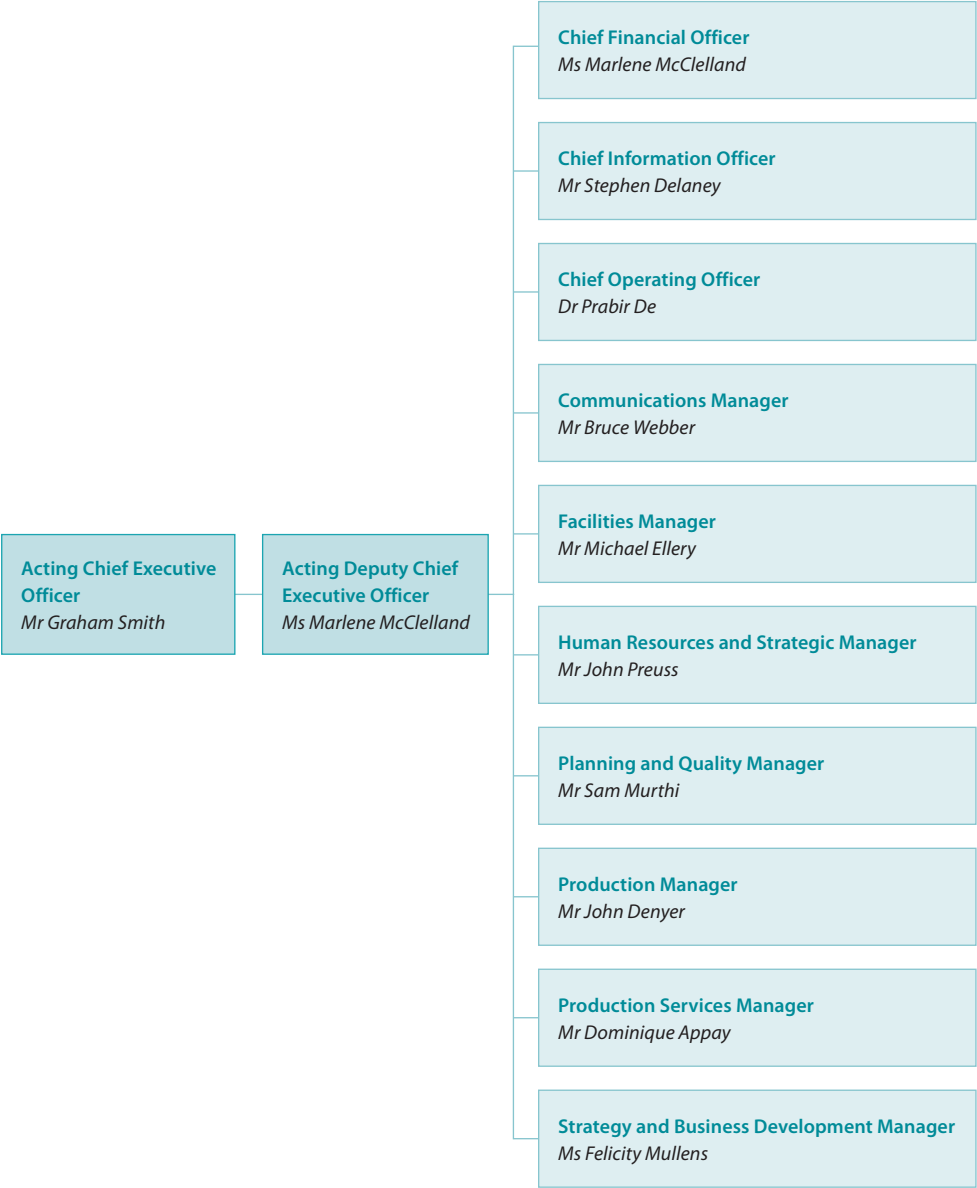 Chief Financial Officer
Ms Marlene McClelland
Chief Information Officer
Mr Stephen Delaney
Chief Operating Officer
Dr Prabir De
Communications Manager
Mr Bruce Webber
Facilities Manager
Mr Michael Ellery
Acting Chief Executive
Officer
Mr Graham Smith
Acting Deputy Chief
Executive Officer
Ms Marlene McClelland
Human Resources and Strategic Manager
Mr John Preuss
Planning and Quality Manager
Mr Sam Murthi
Production Manager
Mr John Denyer
Production Services Manager
Mr Dominique Appay
Strategy and Business Development Manager
Ms Felicity Mullens